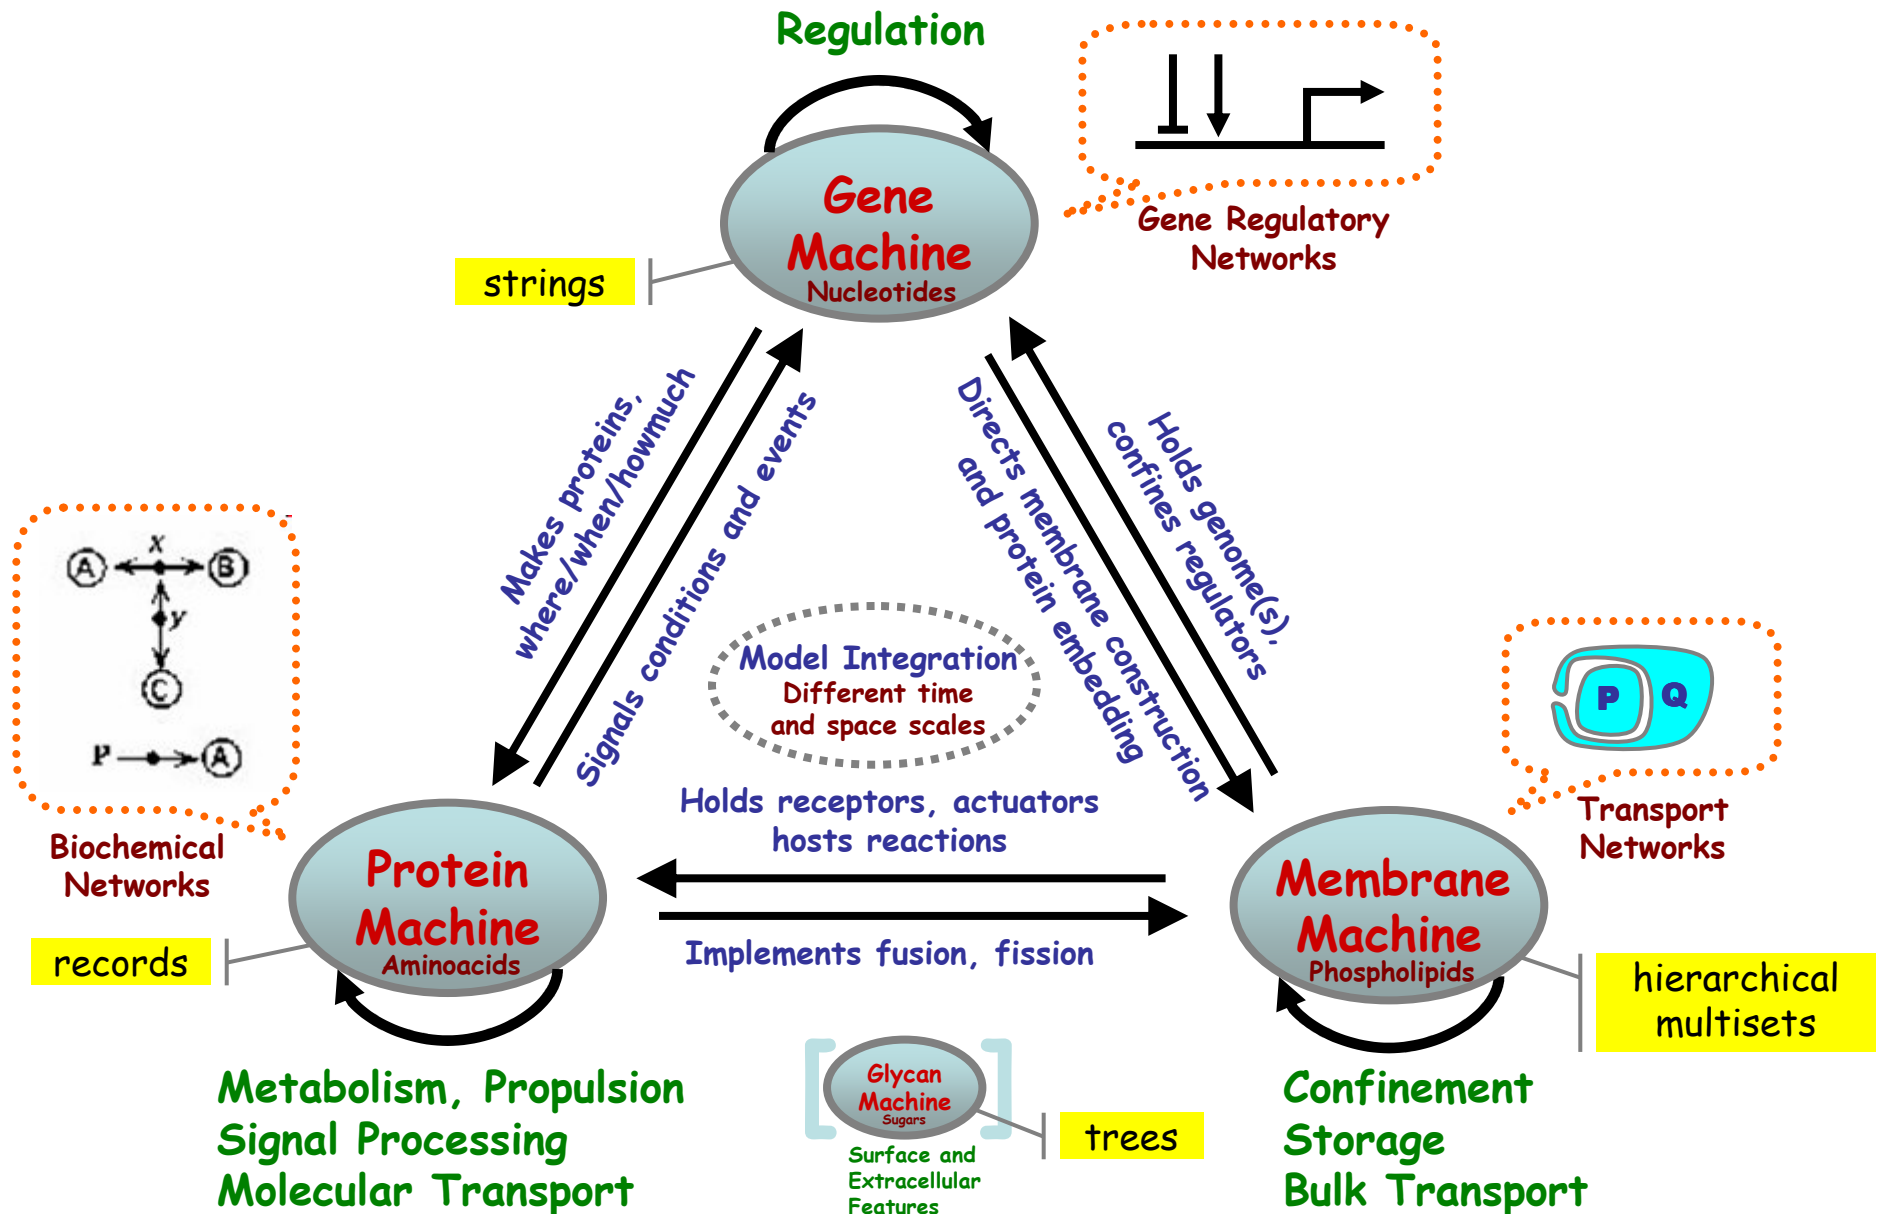 Regulation
Gene
Machine
Nucleotides
Gene Regulatory
Networks
strings
Makes proteins,
where/when/howmuch
Signals conditions and events
Directs membrane construction
and protein embedding
Holds genome(s),
confines regulators
Model Integration
Different time
and space scales
A
x
B
y
C
P
A
Biochemical
Networks
P
Q
Transport
Networks
Holds receptors, actuators
hosts reactions
Implements fusion, fission
Protein
Machine
Aminoacids
records
Membrane
Machine
Phospholipids
hierarchical
multisets
Metabolism, Propulsion
Signal Processing
Molecular Transport
Glycan
Machine
Sugars
trees
Surface and
Extracellular
Features
Confinement
Storage
Bulk Transport